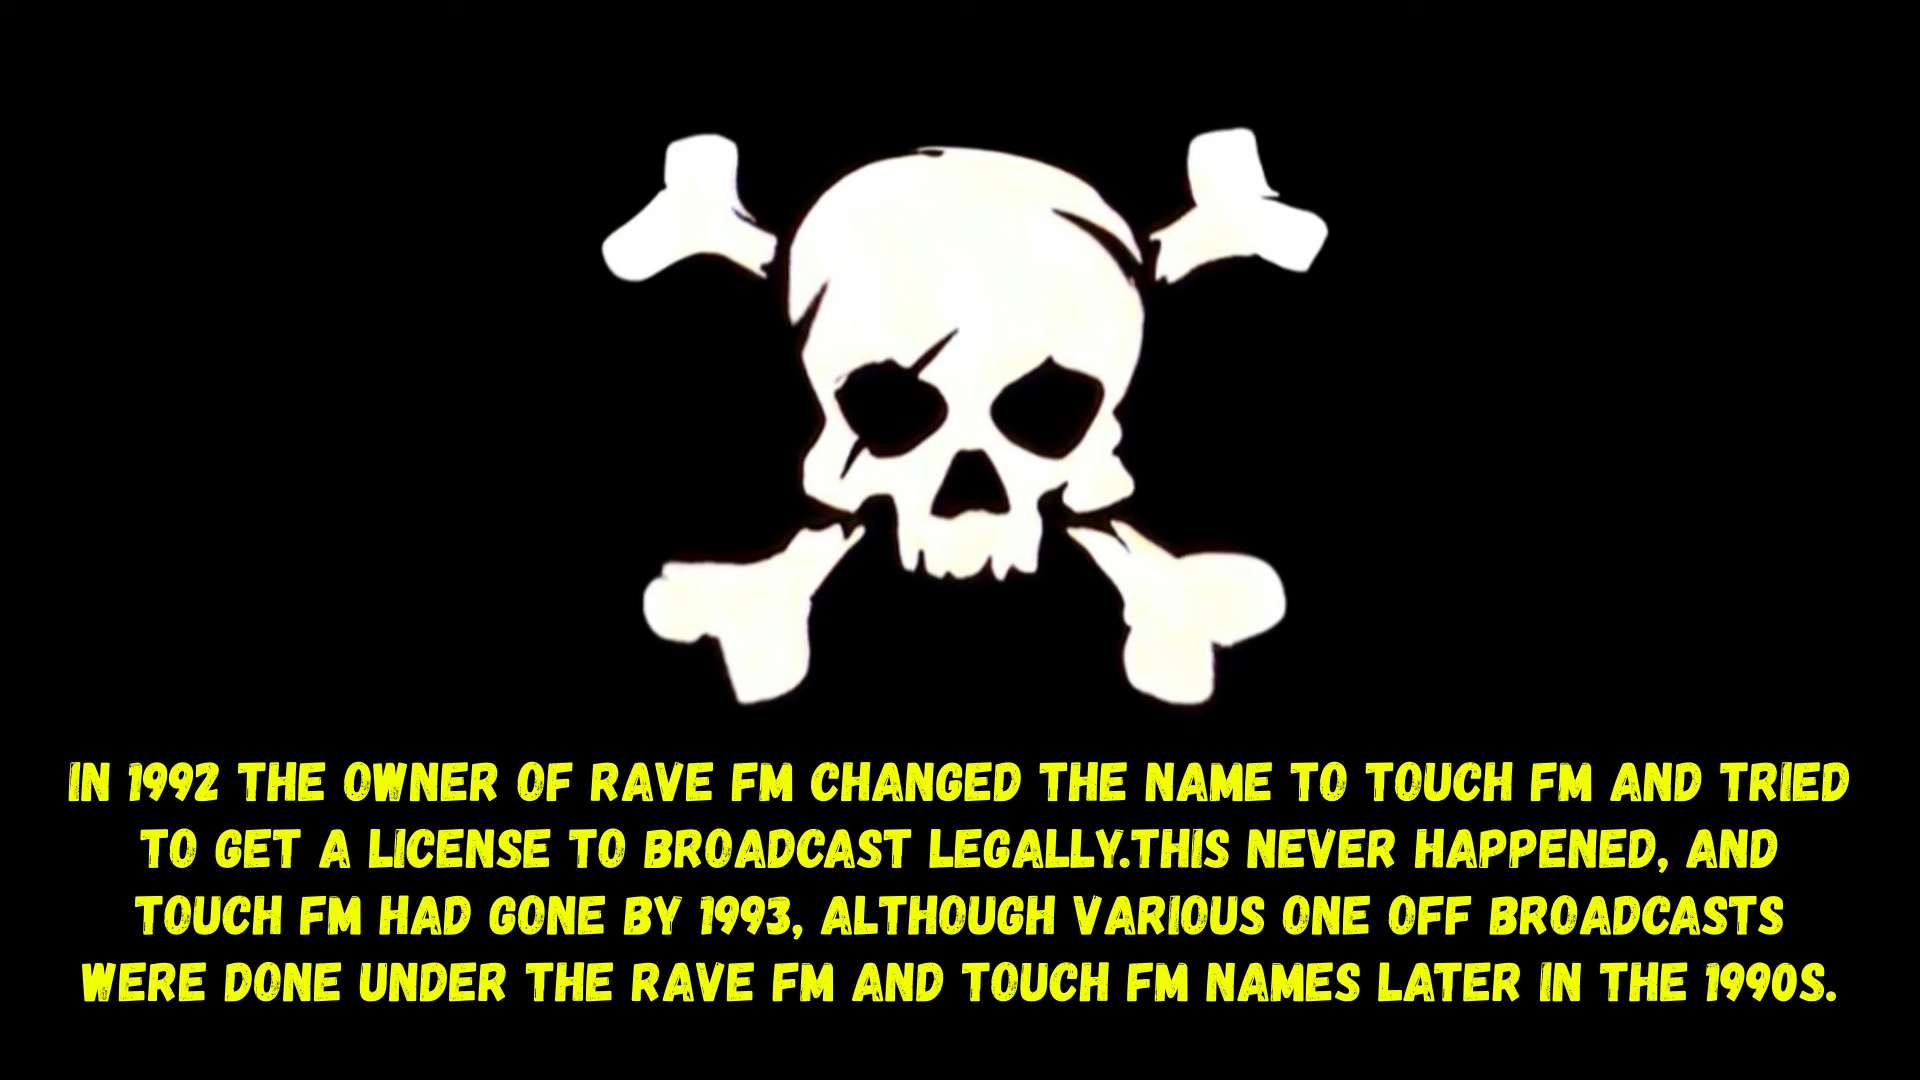 IN 1992 THE OWNER OF RAVE FM CHANGED THE NAME TO TOUCH FM AND TRIED
TO GET A LICENSE TO BROADCAST LEGALLY.THIS NEVER HAPPENED, AND
TOUCH FM HAD GONE BY 1993, ALTHOUGH VARIOUS ONE OFF BROADCASTS
WERE DONE UNDER THE RAVE FM AND TOUCH FM NAMES LATER IN THE 1990S.